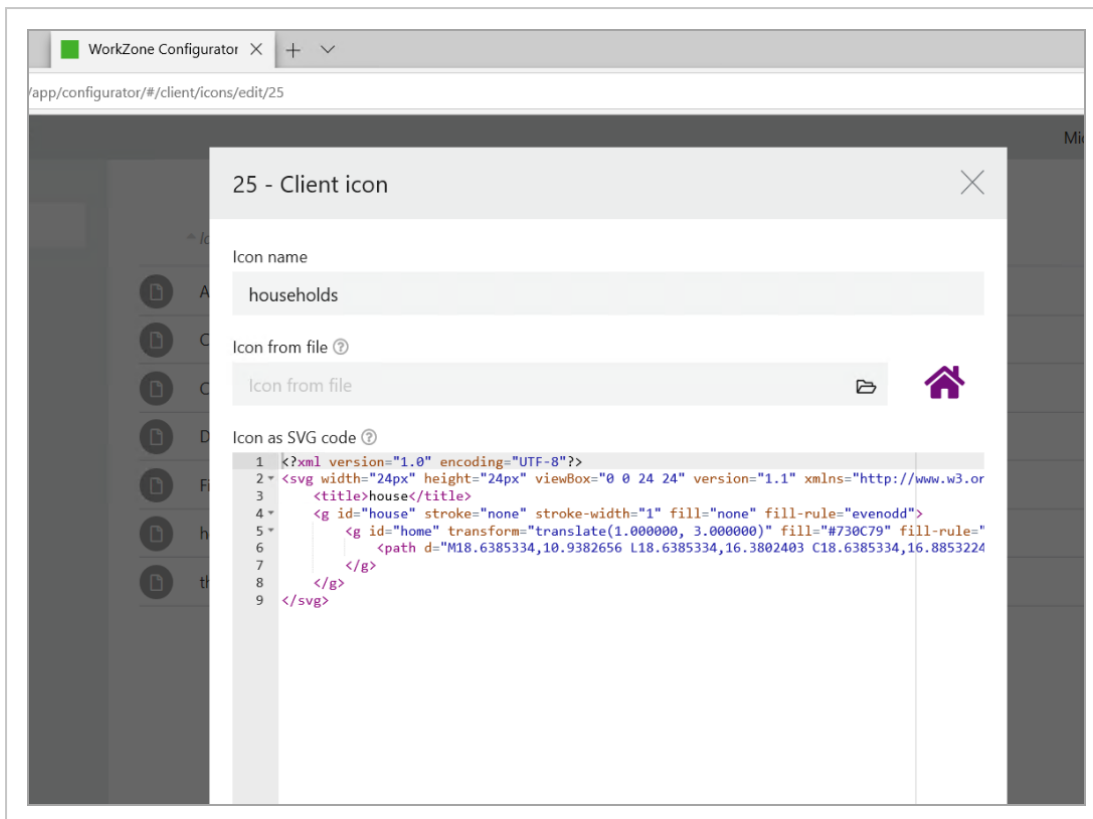 WorkZone Configurator
/app/configurator/#/client/icons/edit/25
25 - Client icon
Icon name
households
Icon from file
Icon from file
Icon as SVG code
1 <?xml version="1.0" encoding="UTF-8"?>
2 <svg width="24px" height="24px" viewBox="0 0 24 24" version="1.1" xmlns="http://www.w3.or
3 <title>house</title>
4 <g id="house" stroke="none" stroke-width="1" fill="none" fill-rule="evenodd">
5 <g id="home" transform="translate(1.000000, 3.000000)" fill="#730C79" fill-rule="
6 <path d="M18.6385334,10.9382656 L18.6385334,16.3802403 C18.6385334,16.8853224
7 </g>
8 </g>
9 </svg>